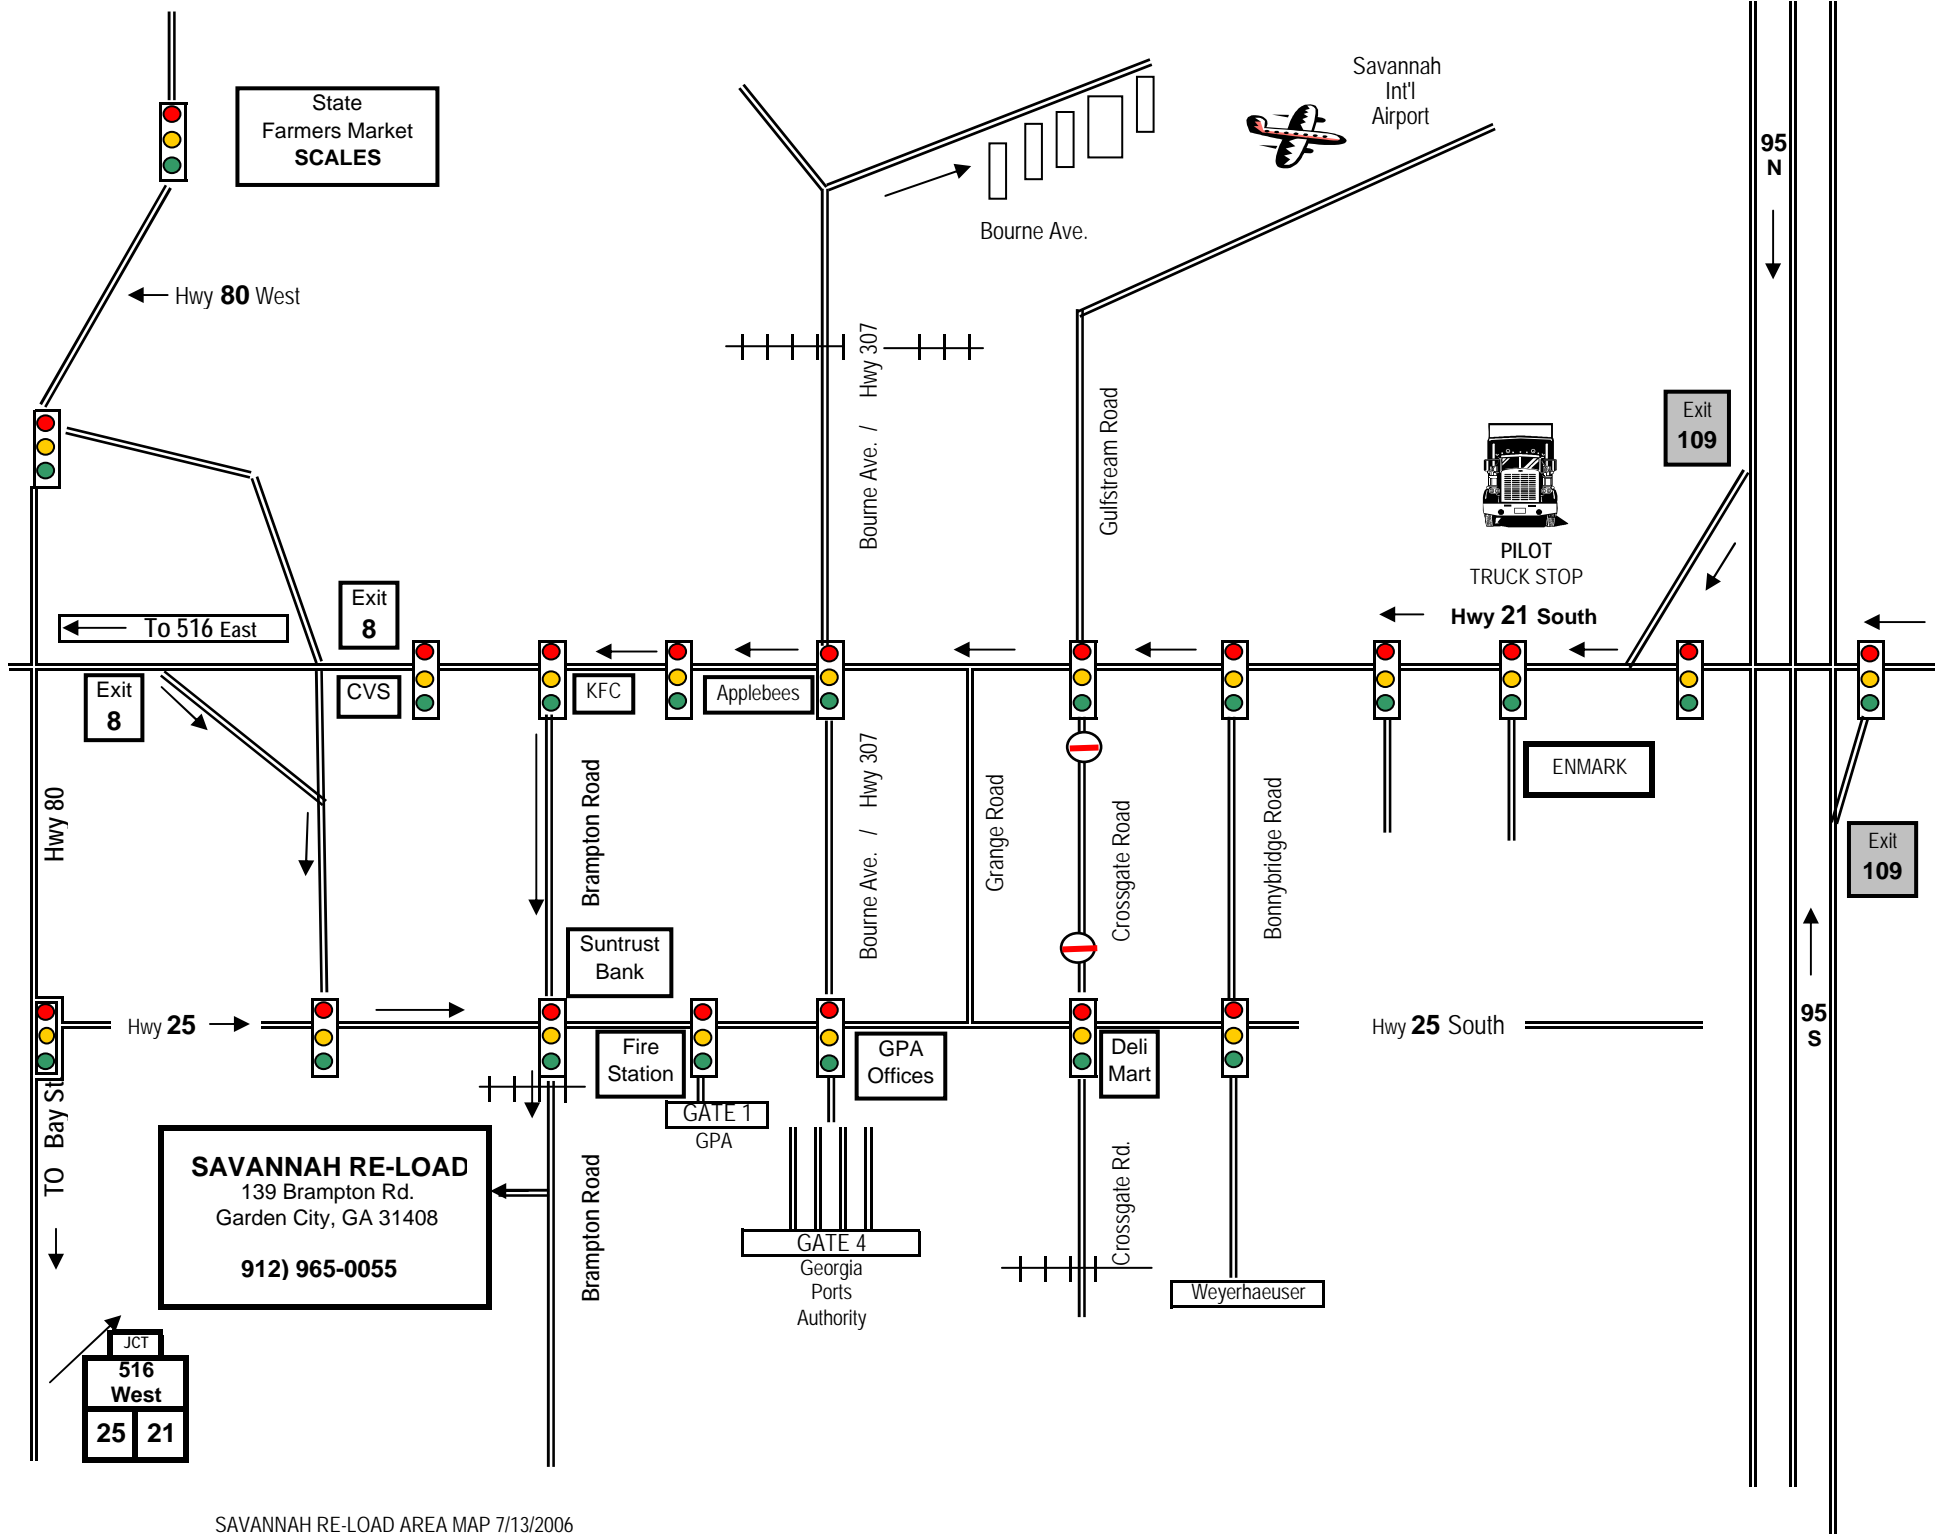 State
Farmers Market
SCALES
Savannah
Int'l
Airport
95
N
Bourne Ave.
Hwy 80 West
Bourne Ave. / Hwy 307
Gulfstream Road
Exit
109
PILOT
TRUCK STOP
Hwy 21 South
Exit
8
To 516 East
Exit
8
CVS
KFC
Applebees
ENMARK
Hwy 80
Brampton Road
Bourne Ave. / Hwy 307
Grange Road
Crossgate Road
Bonnybridge Road
Exit
109
Suntrust
Bank
Hwy 25
Hwy 25 South
95
S
Fire
Station
GPA
Offices
Deli
Mart
GATE 1
GPA
TO Bay St
SAVANNAH RE-LOAD
139 Brampton Rd.
Garden City, GA 31408
912) 965-0055
Brampton Road
Crossgate Rd.
GATE 4
Georgia
Ports
Authority
Weyerhaeuser
JCT
516
West
25 21
SAVANNAH RE-LOAD AREA MAP 7/13/2006